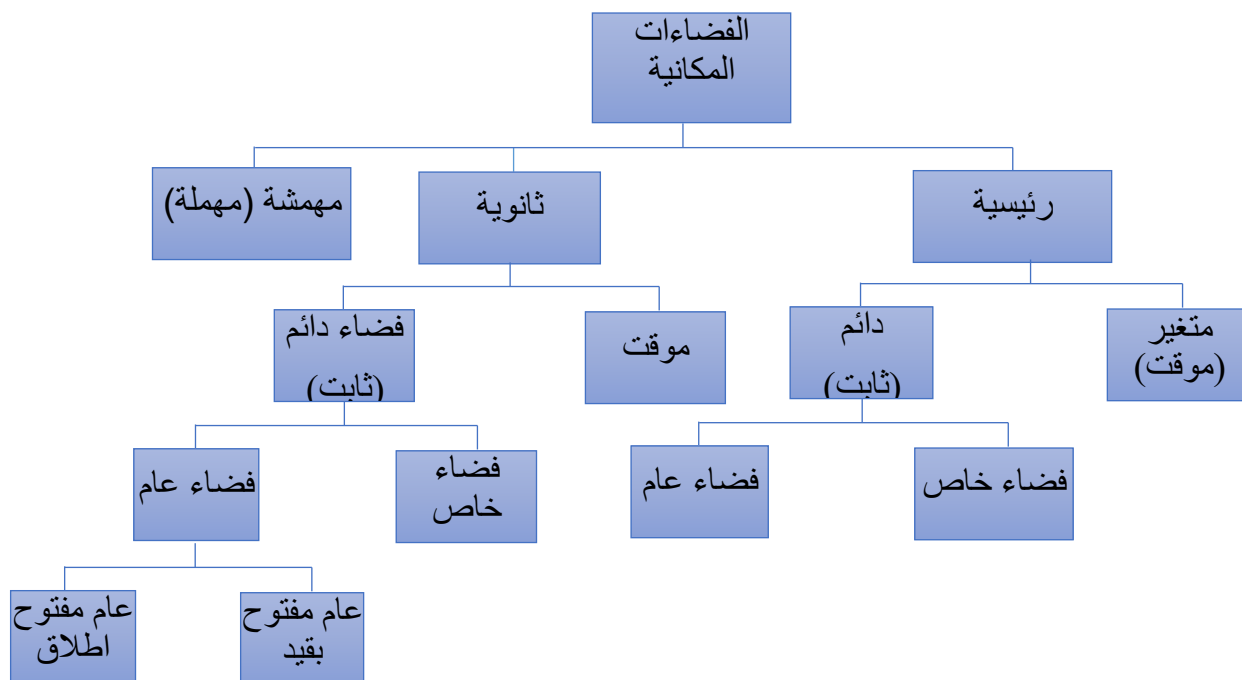 الفضاءات
المكانية
رئيسية
ثانوية
مهمشة (مهملة)
متغير
(موقت)
دائم
(ثابت)
موقت
فضاء دائم
(ثابت)
فضاء خاص
فضاء عام
فضاء
خاص
فضاء عام
عام مفتوح
بقيد
عام مفتوح
اطلاق